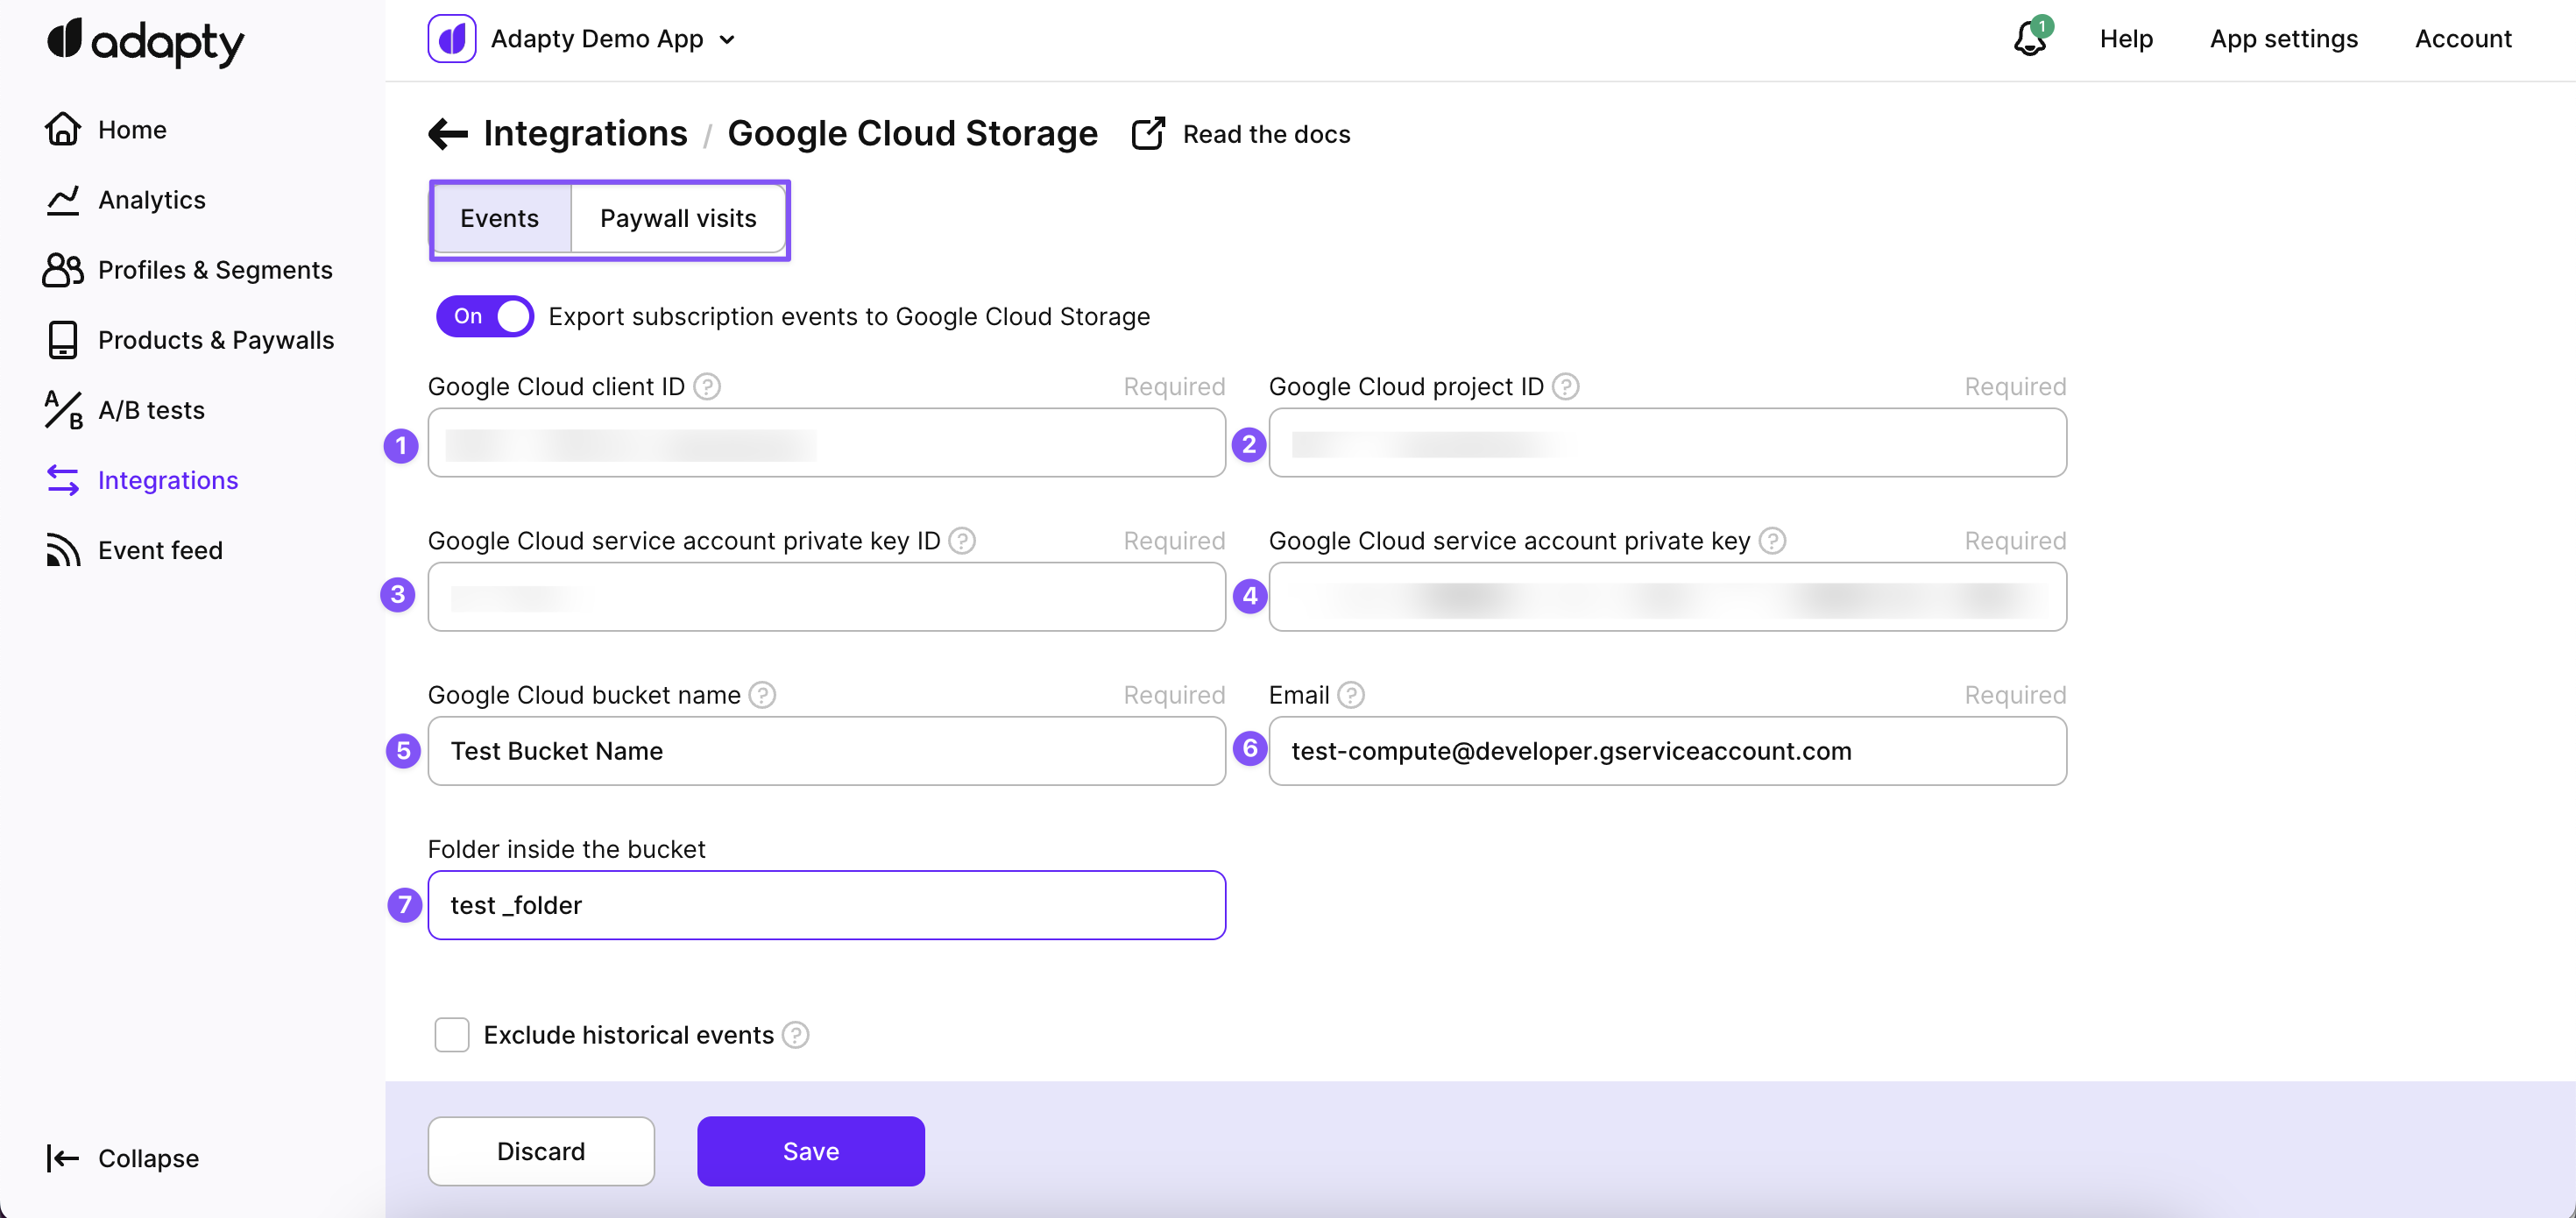 adapty
Adapty Demo App
1
Help
App settings
Account
Home
Analytics
Profiles & Segments
Products & Paywalls
A/B tests
Integrations
Event feed
Collapse
Integrations / Google Cloud Storage
Read the docs
Events
Paywall visits
On
Export subscription events to Google Cloud Storage
Google Cloud client ID ?
Required
1
Google Cloud project ID ?
Required
2
Google Cloud service account private key ID ?
Required
3
Google Cloud service account private key ?
Required
4
Google Cloud bucket name ?
Required
5
Test Bucket Name
Email ?
Required
6
test-compute@developer.gserviceaccount.com
Folder inside the bucket
7
test _folder
Exclude historical events ?
Discard
Save